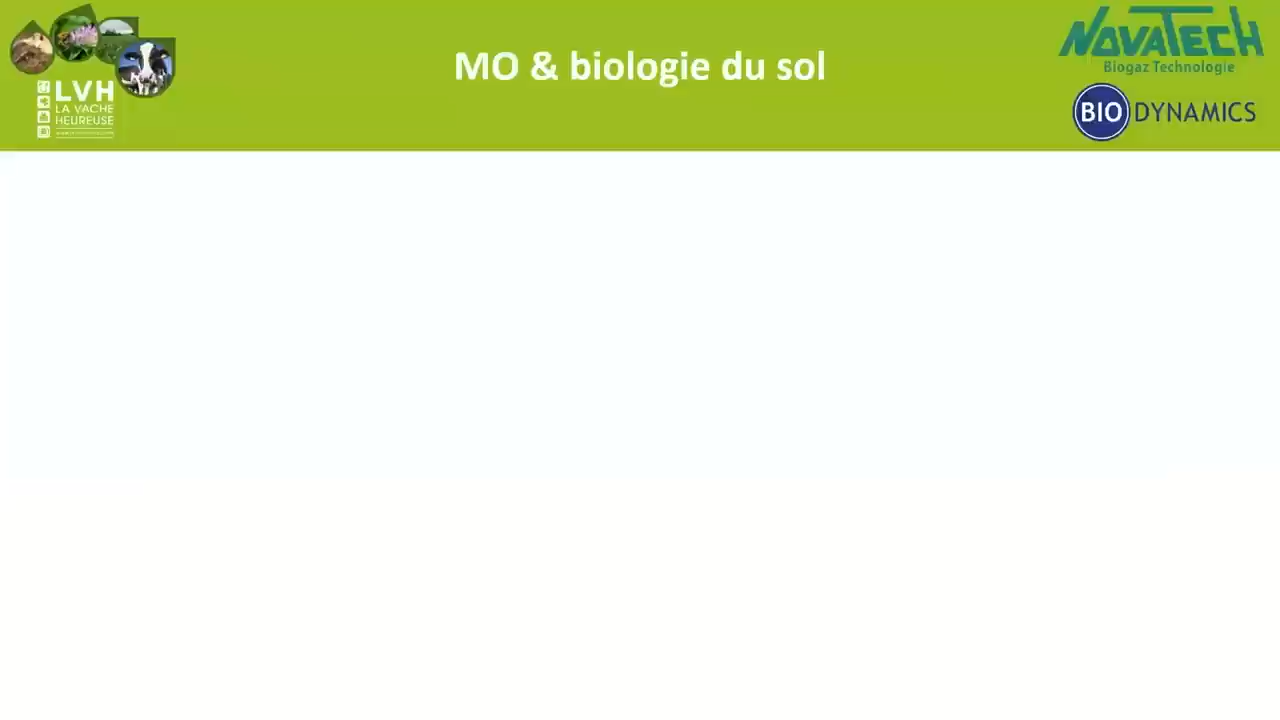 MO & biologie du sol
LVH
LA VACHE
HEUREUSE
NOVATECH
Biogaz Technologie
BIO DYNAMICS